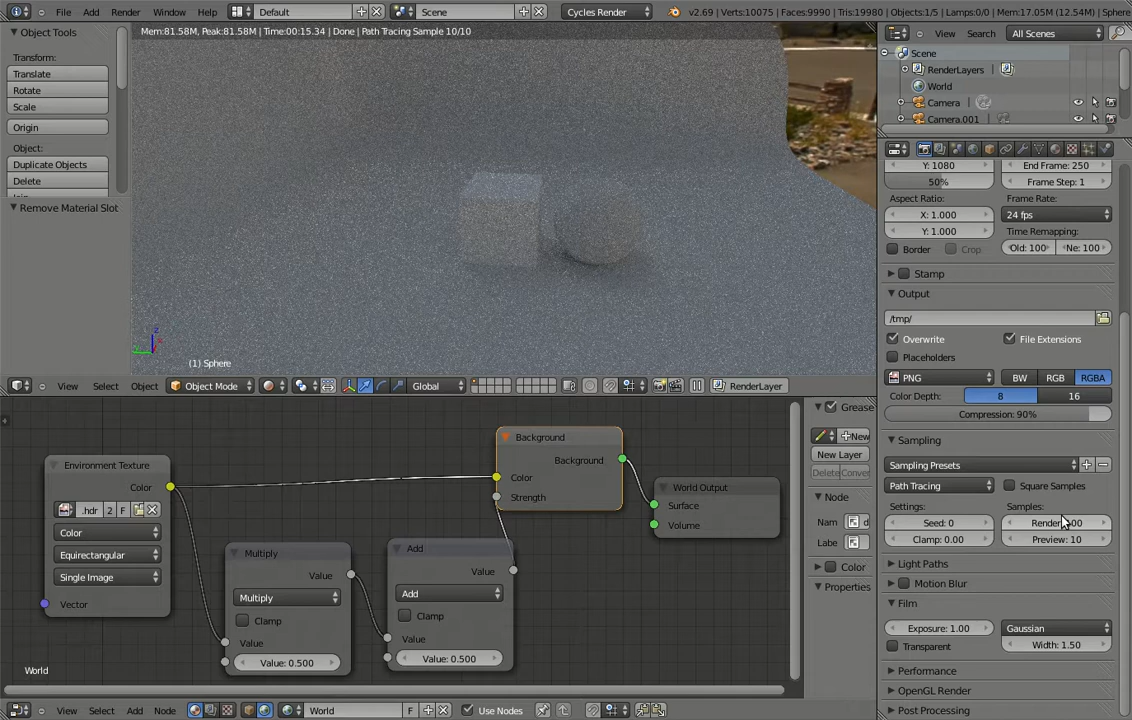 File Add Render Window Help Default Scene Cycles Render v2.69 | Verts:10075 | Faces:9990 | Tris:19980 | Objects:1/5 | Lamps:0/0 | Mem:17.05M (12.54M) | Sphere
Object Tools
Transform:
Translate
Rotate
Scale
Origin
Object:
Duplicate Objects
Delete
Remove Material Slot
Mem:81.58M, Peak:81.58M | Time:00:15.34 | Done | Path Tracing Sample 10/10
(1) Sphere
View Select Object Object Mode Global RenderLayer
View Search All Scenes
Scene
RenderLayers
World
Camera
Camera.001
Y: 1080 End Frame: 250
50% Frame Step: 1
Aspect Ratio: Frame Rate:
X: 1.000 24 fps
Y: 1.000 Time Remapping:
Border Crop Old: 100 Ne: 100
Stamp
Output
/tmp/
Overwrite File Extensions
Placeholders
PNG BW RGB RGBA
Color Depth: 8 16
Compression: 90%
Sampling
Sampling Presets
Path Tracing Square Samples
Settings: Samples:
Seed: 0
Clamp: 0.00 Preview: 10
Light Paths
Motion Blur
Film
Exposure: 1.00 Gaussian
Transparent Width: 1.50
Performance
OpenGL Render
Post Processing
Environment Texture
Color
.hdr 2 F
Color
Equirectangular
Single Image
Vector
Multiply
Value
Multiply
Clamp
Value
Value: 0.500
Add
Value
Add
Clamp
Value
Value: 0.500
Background
Background
Color
Strength
World Output
Surface
Volume
Grease
New
New Layer
Delete Conver
Node
Nam d
Labe
Color
Properties
World
View Select Add Node World F Use Nodes